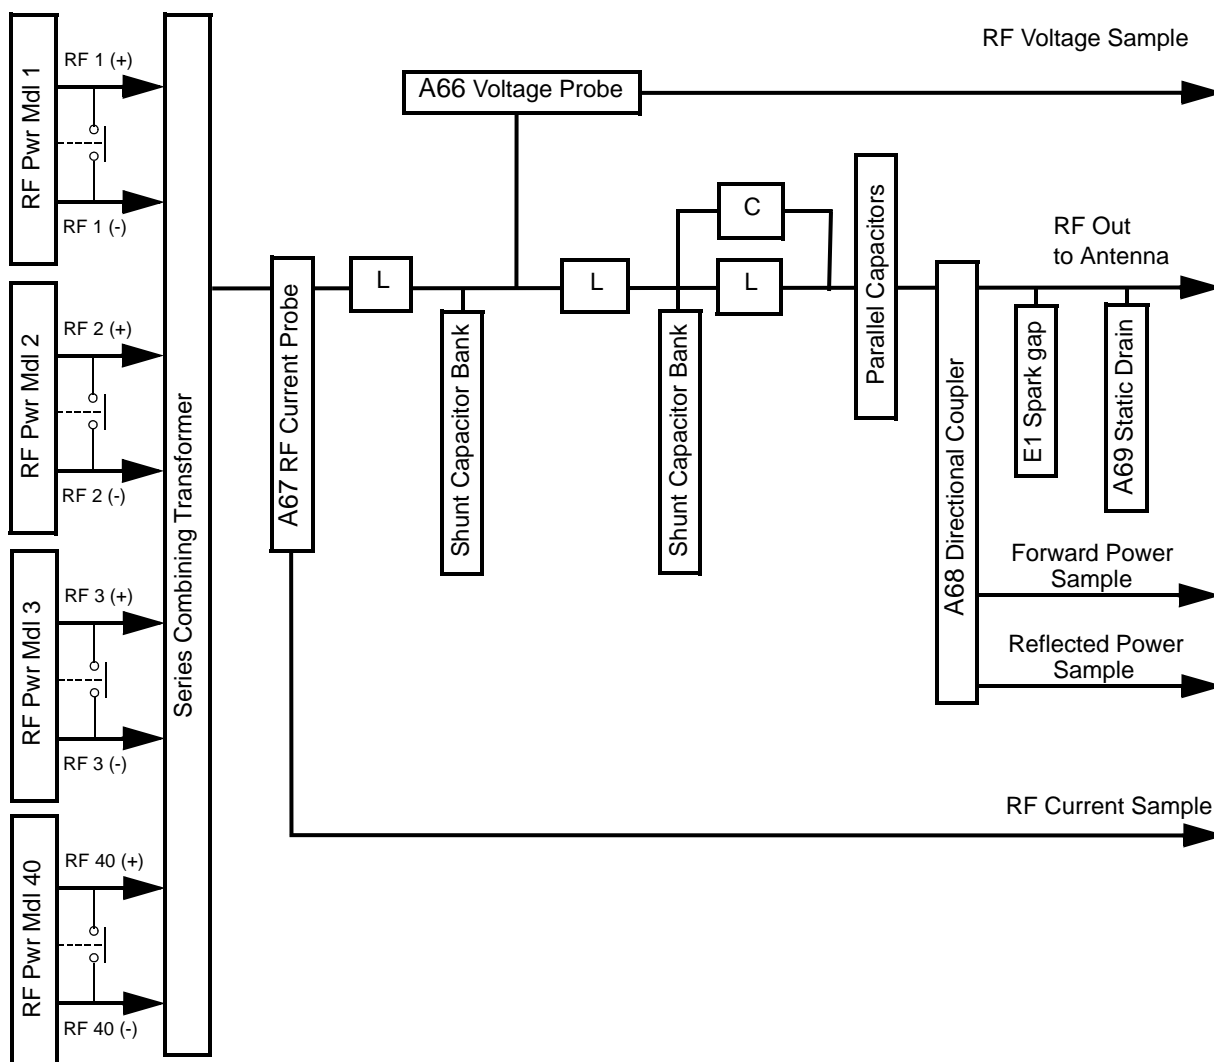 RF Pwr Mdl 1
RF 1 (+)
RF 1 (-)
RF Pwr Mdl 2
RF 2 (+)
RF 2 (-)
RF Pwr Mdl 3
RF 3 (+)
RF 3 (-)
RF Pwr Mdl 40
RF 40 (+)
RF 40 (-)
Series Combining Transformer
A67 RF Current Probe
L
Shunt Capacitor Bank
A66 Voltage Probe
L
Shunt Capacitor Bank
C
L
Parallel Capacitors
A68 Directional Coupler
E1 Spark gap
A69 Static Drain
RF Voltage Sample
RF Out
to Antenna
Forward Power
Sample
Reflected Power
Sample
RF Current Sample